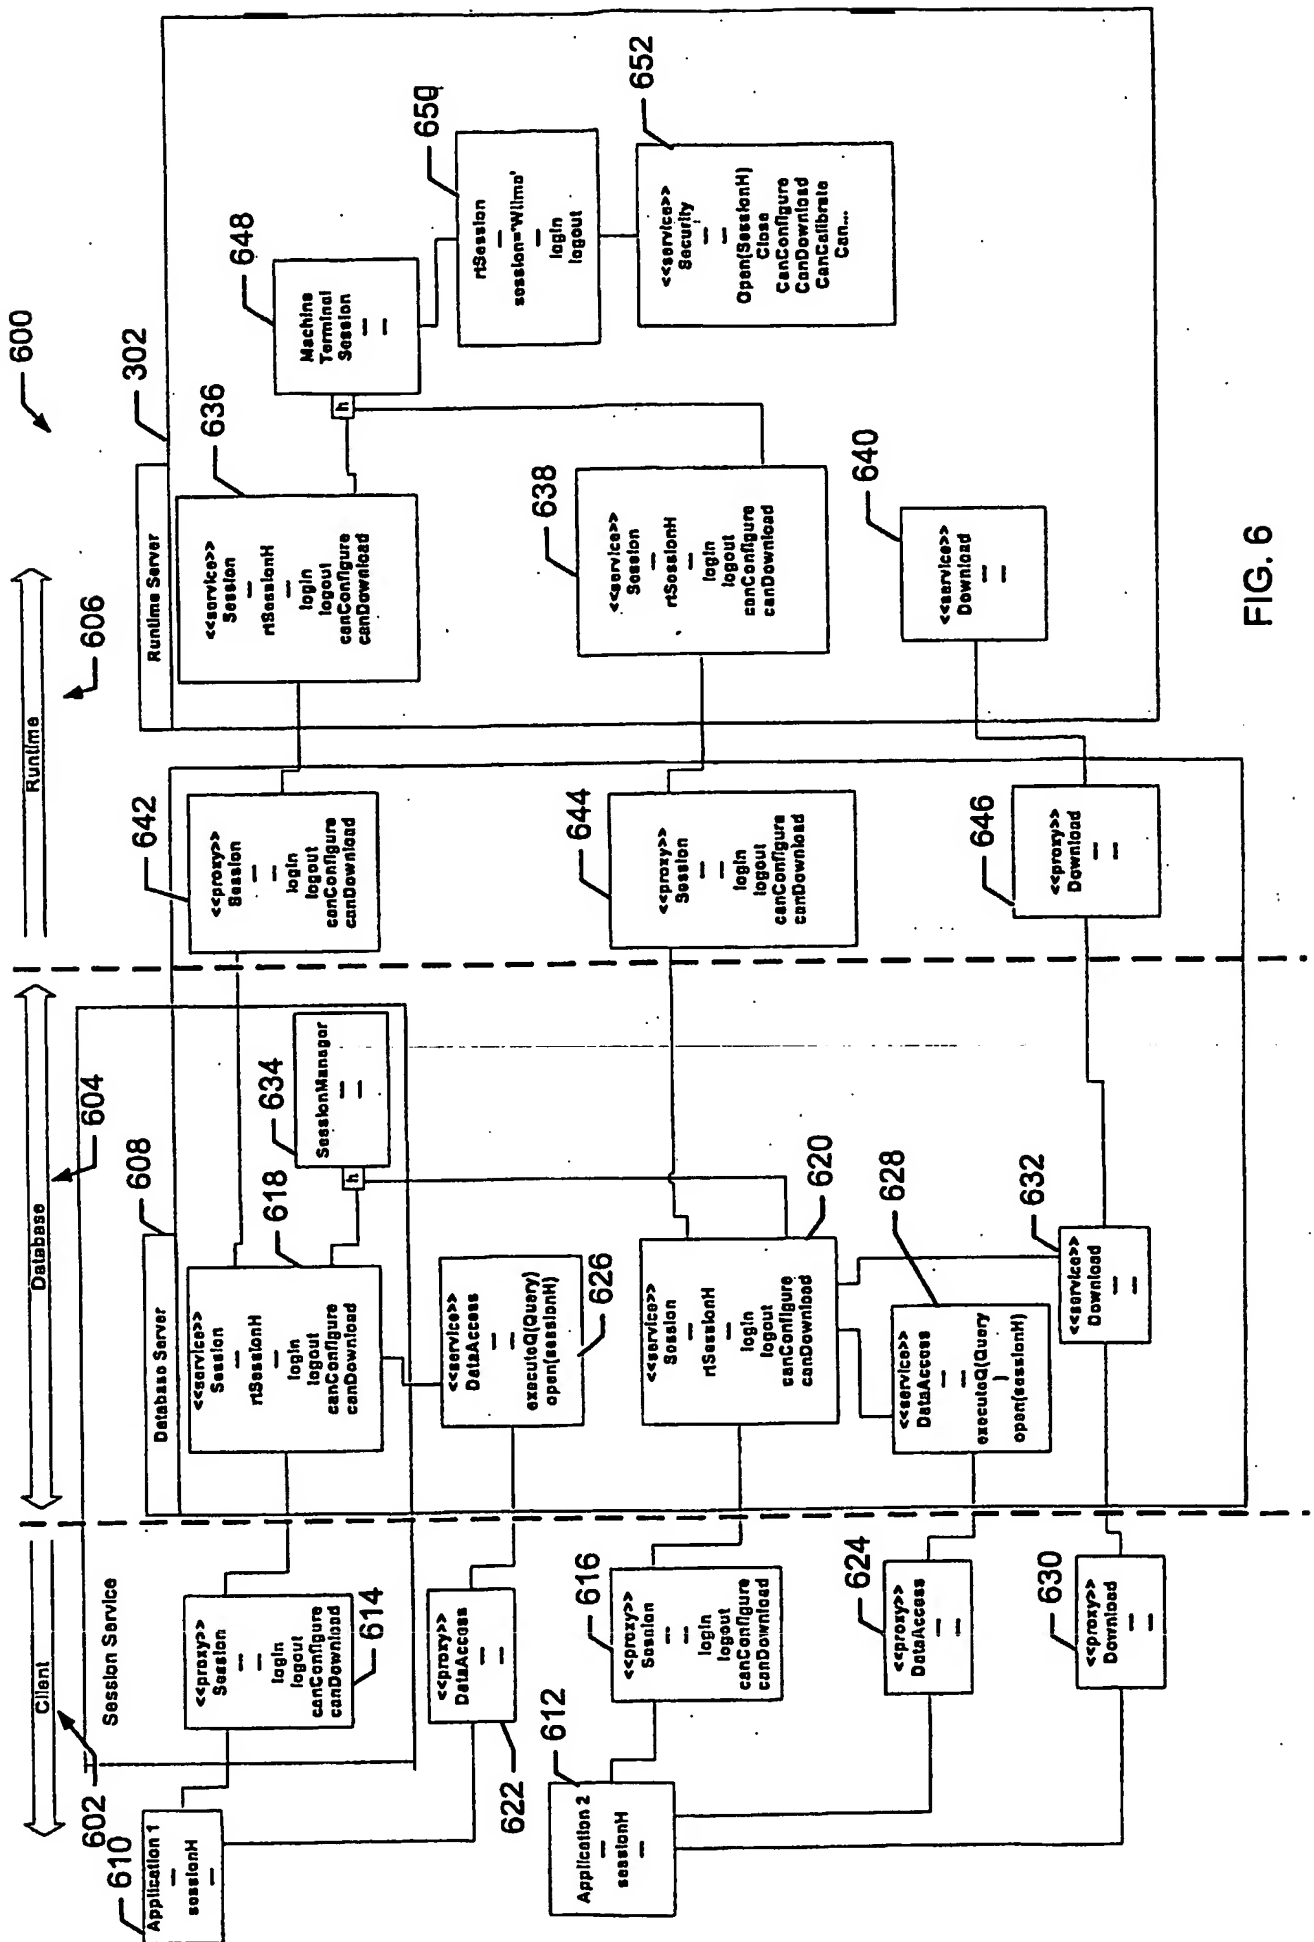 600
Client
Database
Runtime
602
604
606
Session Service
608
Database Server
Runtime Server
302
610
Application 1
—
sessionH
—
<<proxy>>
Session
—
—
login
logout
canConfigure
canDownload
614
<<service>>
Session
—
rtSessionH
—
login
logout
canConfigure
canDownload
618
h
634
SessionManager
—
—
642
<<proxy>>
Session
—
—
login
logout
canConfigure
canDownload
636
<<service>>
Session
—
rtSessionH
—
login
logout
canConfigure
canDownload
h
648
Machine
Terminal
Session
—
—
650
rtSession
—
session='Wilma'
—
login
logout
652
<<service>>
Security
—
—
Open(SessionH)
Close
CanConfigure
CanDownload
CanCalibrate
Can...
622
<<proxy>>
DataAccess
—
—
<<service>>
DataAccess
—
—
executeQ(Query)
open(sessionH)
626
612
Application 2
—
sessionH
—
616
<<proxy>>
Session
—
—
login
logout
canConfigure
canDownload
620
<<service>>
Session
—
rtSessionH
—
login
logout
canConfigure
canDownload
644
<<proxy>>
Session
—
—
login
logout
canConfigure
canDownload
638
<<service>>
Session
—
rtSessionH
—
login
logout
canConfigure
canDownload
624
<<proxy>>
DataAccess
—
—
628
<<service>>
DataAccess
—
—
executeQ(Query
)
open(sessionH)
630
<<proxy>>
Download
—
—
632
<<service>>
Download
—
—
646
<<proxy>>
Download
—
—
640
<<service>>
Download
—
—
FIG. 6